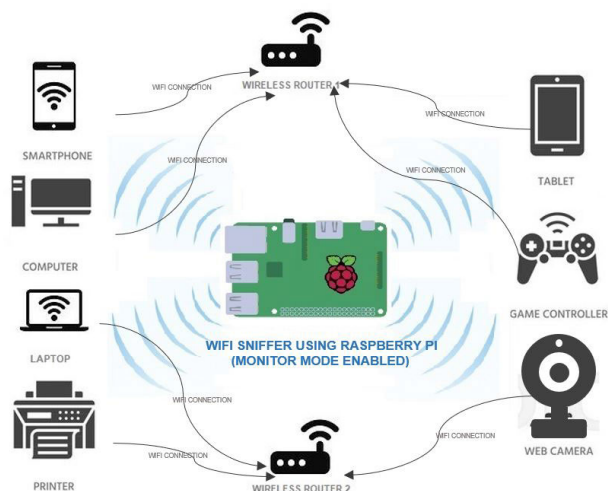 WIRELESS ROUTER 1
WIFI CONNECTION
WIFI CONNECTION
SMARTPHONE
WIFI CONNECTION
WIFI CONNECTION
TABLET
COMPUTER
GAME CONTROLLER
WIFI SNIFFER USING RASPBERRY PI
(MONITOR MODE ENABLED)
LAPTOP
WIFI CONNECTION
WIFI CONNECTION
WIFI CONNECTION
WEB CAMERA
PRINTER
WIRELESS ROUTER 2